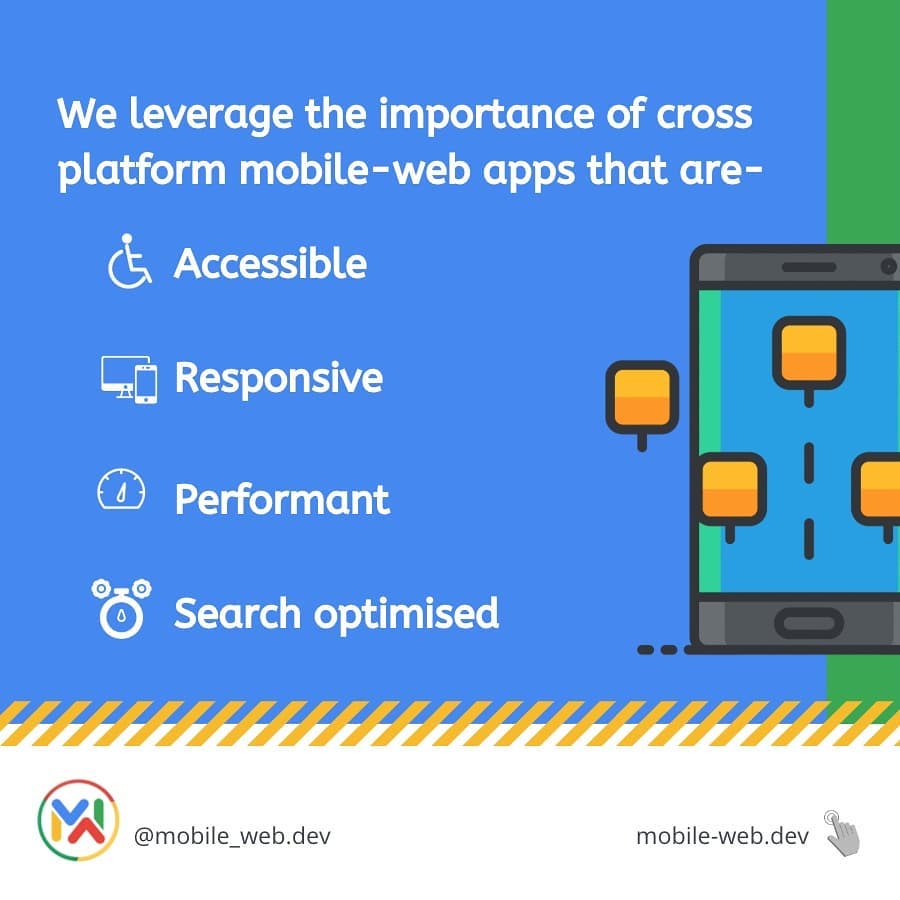 We leverage the importance of cross
platform mobile-web apps that are-
Accessible
Responsive
Performant
Search optimised
@mobile_web.dev
mobile-web.dev